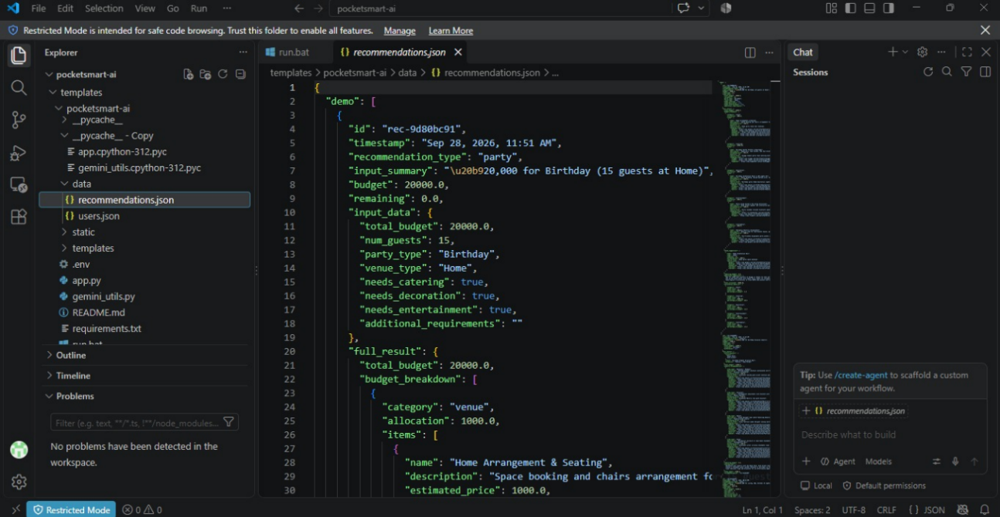 File Edit Selection View Go Run ··· pocketsmart-ai
Restricted Mode is intended for safe code browsing. Trust this folder to enable all features. Manage Learn More
Explorer
pocketsmart-ai
templates
pocketsmart-ai
__pycache__
__pycache__ - Copy
app.cpython-312.pyc
gemini_utils.cpython-312.pyc
data
{} recommendations.json
{} users.json
static
templates
.env
app.py
gemini_utils.py
README.md
requirements.txt
run.bat
Outline
Timeline
Problems
Filter (e.g. text, **/*.ts, !**/node_modules...
No problems have been detected in the
workspace.
run.bat
{} recommendations.json
templates > pocketsmart-ai > data > {} recommendations.json > ...
1 {
2 "demo": [
3 {
4 "id": "rec-9d80bc91",
5 "timestamp": "Sep 28, 2026, 11:51 AM",
6 "recommendation_type": "party",
7 "input_summary": "\u20b920,000 for Birthday (15 guests at Home)",
8 "budget": 20000.0,
9 "remaining": 0.0,
10 "input_data": {
11 "total_budget": 20000.0,
12 "num_guests": 15,
13 "party_type": "Birthday",
14 "venue_type": "Home",
15 "needs_catering": true,
16 "needs_decoration": true,
17 "needs_entertainment": true,
18 "additional_requirements": ""
19 },
20 "full_result": {
21 "total_budget": 20000.0,
22 "budget_breakdown": [
23 {
24 "category": "venue",
25 "allocation": 1000.0,
26 "items": [
27 {
28 "name": "Home Arrangement & Seating",
29 "description": "Space booking and chairs arrangement
30 "estimated_price": 1000.0,
Chat
Sessions
Tip: Use /create-agent to scaffold a custom
agent for your workflow.
+ {} recommendations.json
Describe what to build
+ Agent Models
Local Default permissions
Restricted Mode 0 0 Ln 1, Col 1 Spaces: 2 UTF-8 CRLF {} JSON